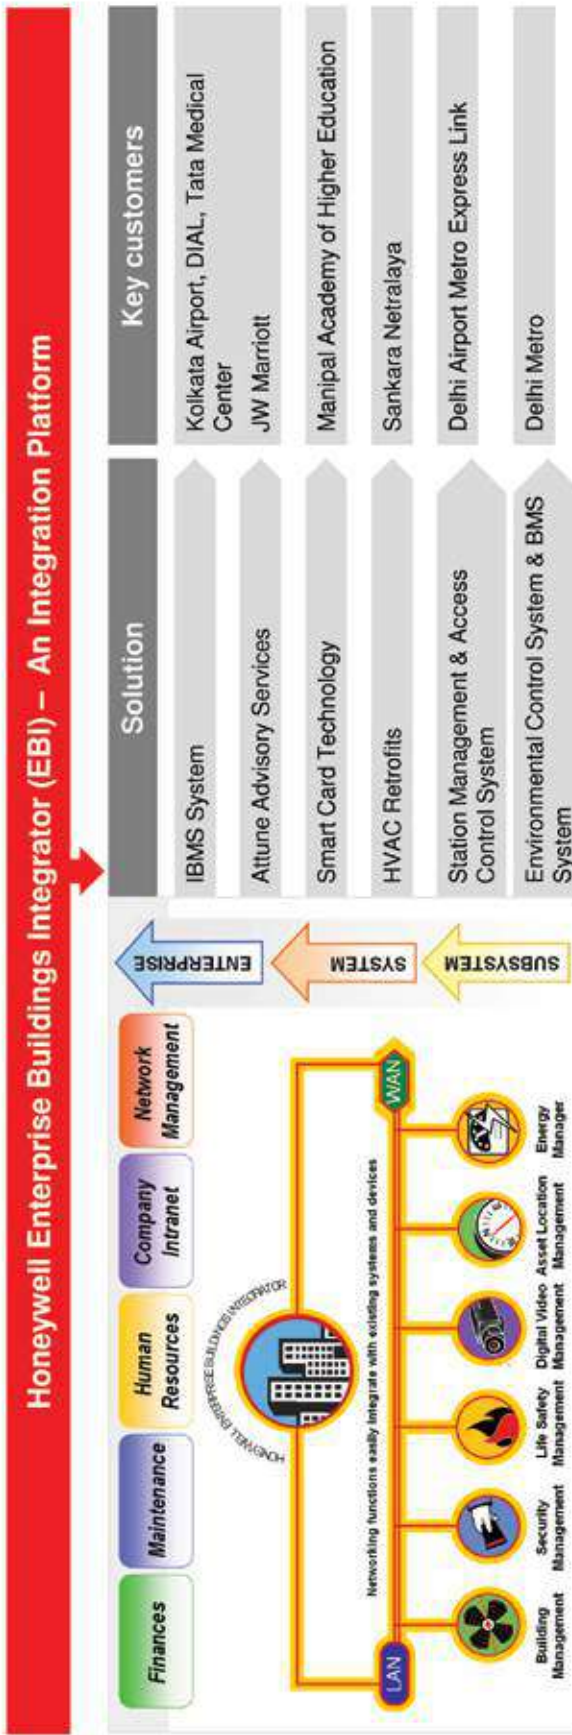 Honeywell Enterprise Buildings Integrator (EBI) – An Integration Platform
Finances
Maintenance
Human
Resources
Company
Intranet
Network
Management
HONEYWELL ENTERPRISE BUILDINGS INTEGRATOR
Networking functions easily integrate with existing systems and devices
LAN
WAN
Building
Management
Security
Management
Life Safety
Management
Digital Video
Management
Asset Location
Management
Energy
Manager
ENTERPRISE
SYSTEM
SUBSYSTEM
Solution
Key customers
IBMS System
Kolkata Airport, DIAL, Tata Medical
Center
Attune Advisory Services
JW Marriott
Smart Card Technology
Manipal Academy of Higher Education
HVAC Retrofits
Sankara Netralaya
Station Management & Access
Control System
Delhi Airport Metro Express Link
Environmental Control System & BMS
System
Delhi Metro